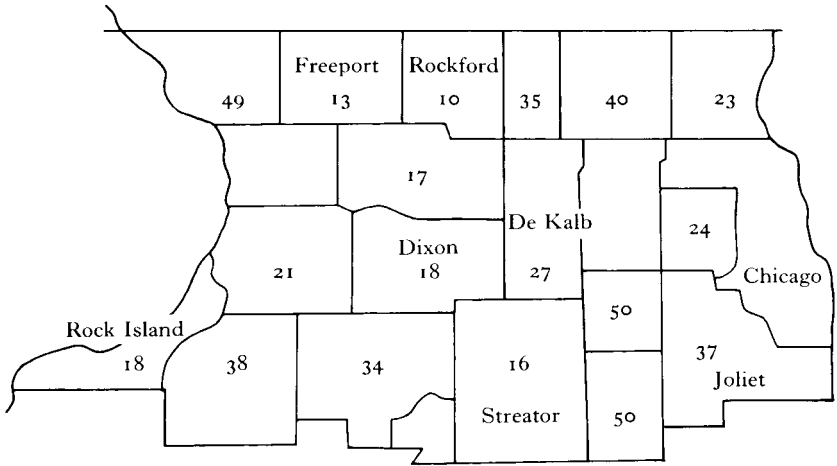 Freeport Rockford
49 13 10 35 40 23
17
De Kalb
24
Dixon
21 18 27
Chicago
50
Rock Island
18 38 34 16 37
Joliet
Streator 50